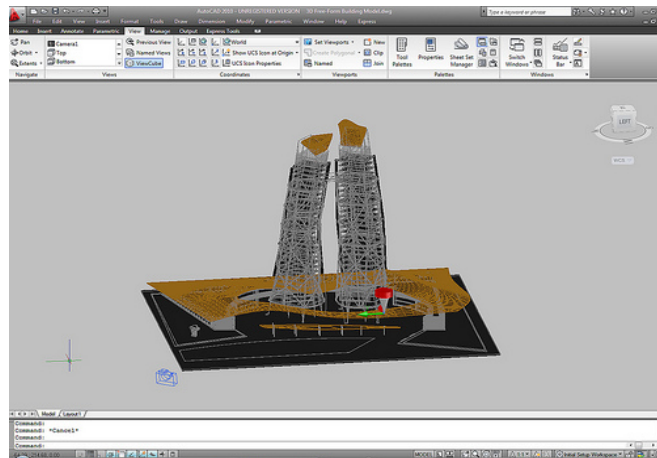 AutoCAD 2010 - UNREGISTERED VERSION 3D Free-Form Building Model.dwg
Type a keyword or phrase
File Edit View Insert Format Tools Draw Dimension Modify Parametric Window Help Express
Home Insert Annotate Parametric View Manage Output Express Tools
Pan Camera1 Previous View World Set Viewports New
Orbit Top Named Views Show UCS Icon at Origin Create Polygonal Clip Tool Palettes Properties Sheet Set Manager Switch Windows Status Bar
Extents Bottom ViewCube UCS Icon Properties Named Join
Navigate Views Coordinates Viewports Palettes Windows
LEFT
WCS
Model Layout1
Command:
Command: *Cancel*
Command:
Command:
MODEL Initial Setup Workspace